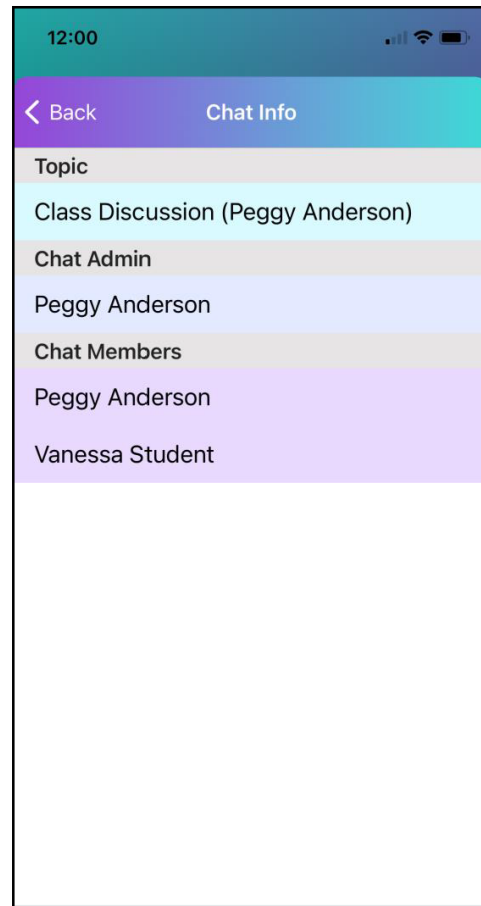 12:00
Back
Chat Info
Topic
Class Discussion (Peggy Anderson)
Chat Admin
Peggy Anderson
Chat Members
Peggy Anderson
Vanessa Student